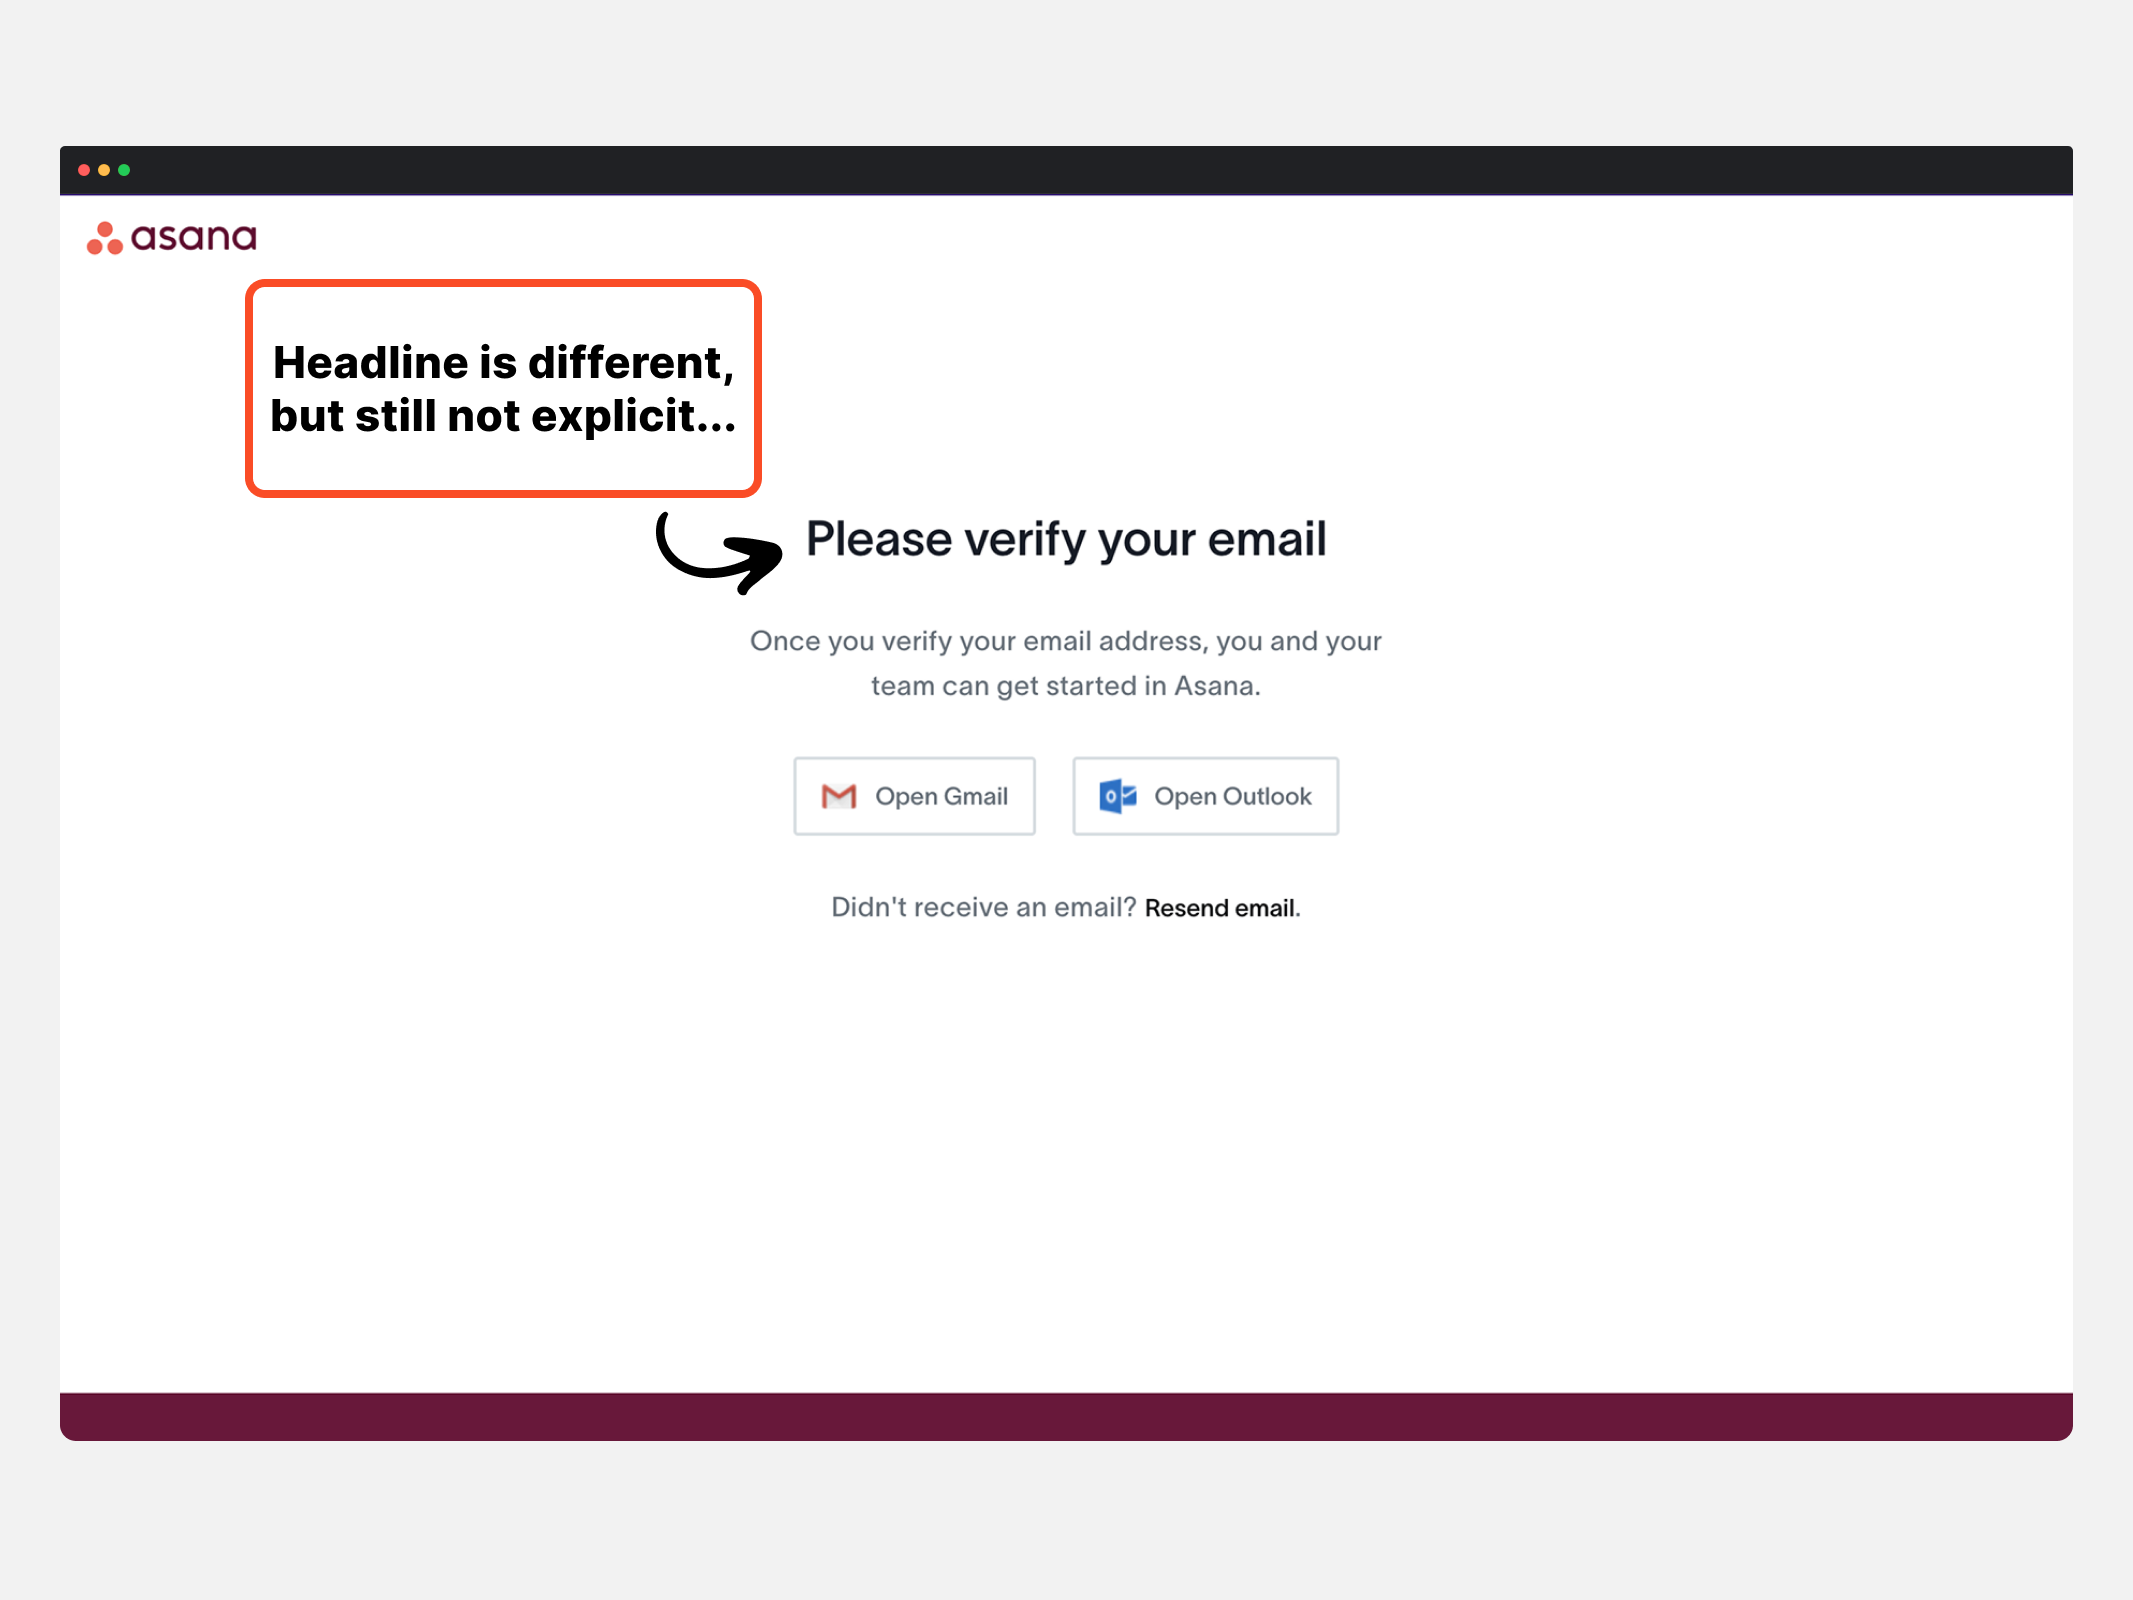 asana
Headline is different,
but still not explicit...
Please verify your email
Once you verify your email address, you and your
team can get started in Asana.
Open Gmail
Open Outlook
Didn't receive an email? Resend email.